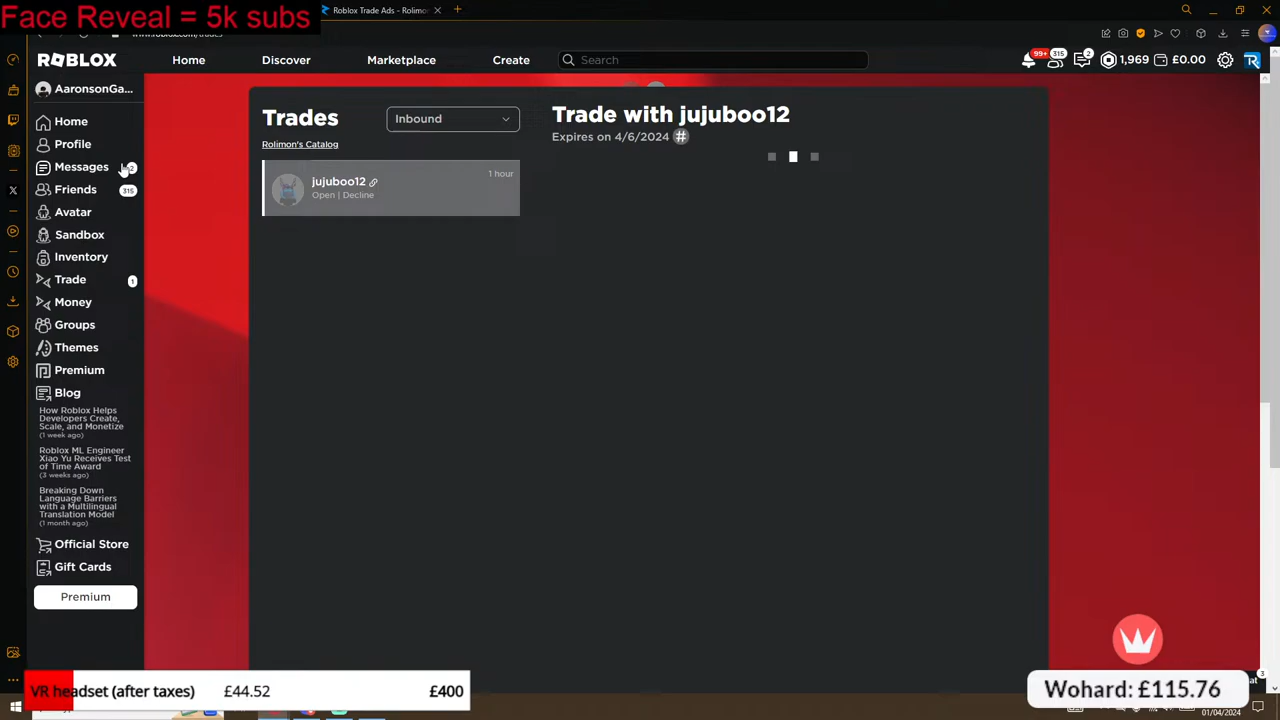 Face Reveal = 5k subs
Roblox Trade Ads - Rolimo
ROBLOX
Home
Discover
Marketplace
Create
Search
99+
315
2
1,969
£0.00
AaronsonGa...
Home
Profile
Messages
Friends
315
Avatar
Sandbox
Inventory
Trade
1
Money
Groups
Themes
Premium
Blog
How Roblox Helps
Developers Create,
Scale, and Monetize
(1 week ago)
Roblox ML Engineer
Xiao Yu Receives Test
of Time Award
(3 weeks ago)
Breaking Down
Language Barriers
with a Multilingual
Translation Model
(1 month ago)
Official Store
Gift Cards
Premium
Trades
Inbound
Rolimon's Catalog
jujuboo12
1 hour
Open | Decline
Trade with jujuboo12
Expires on 4/6/2024
VR headset (after taxes)
£44.52
£400
Wohard: £115.76
3
01/04/2024